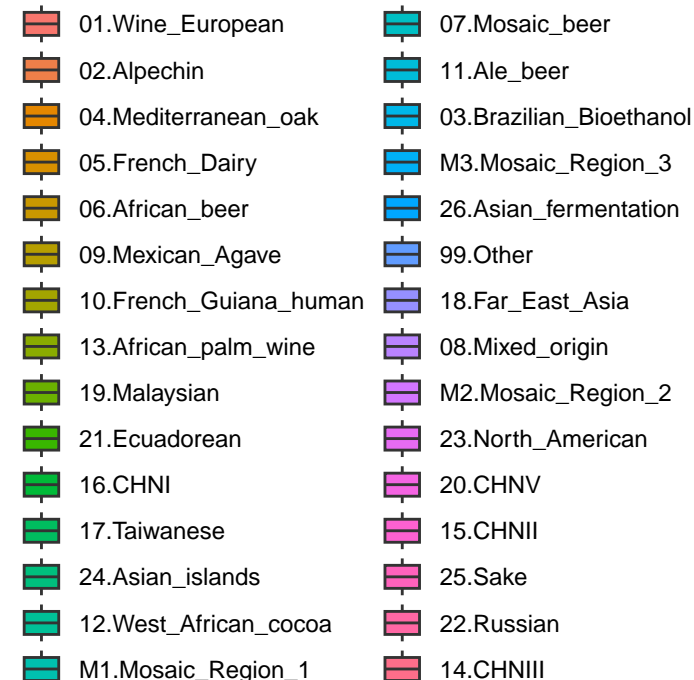 01.Wine_European
02.Alpechin
04.Mediterranean_oak
05.French_Dairy
06.African_beer
09.Mexican_Agave
10.French_Guiana_human
13.African_palm_wine
19.Malaysian
21.Ecuadorean
16.CHNI
17.Taiwanese
24.Asian_islands
12.West_African_cocoa
M1.Mosaic_Region_1
07.Mosaic_beer
11.Ale_beer
03.Brazilian_Bioethanol
M3.Mosaic_Region_3
26.Asian_fermentation
99.Other
18.Far_East_Asia
08.Mixed_origin
M2.Mosaic_Region_2
23.North_American
20.CHNV
15.CHNII
25.Sake
22.Russian
14.CHNIII